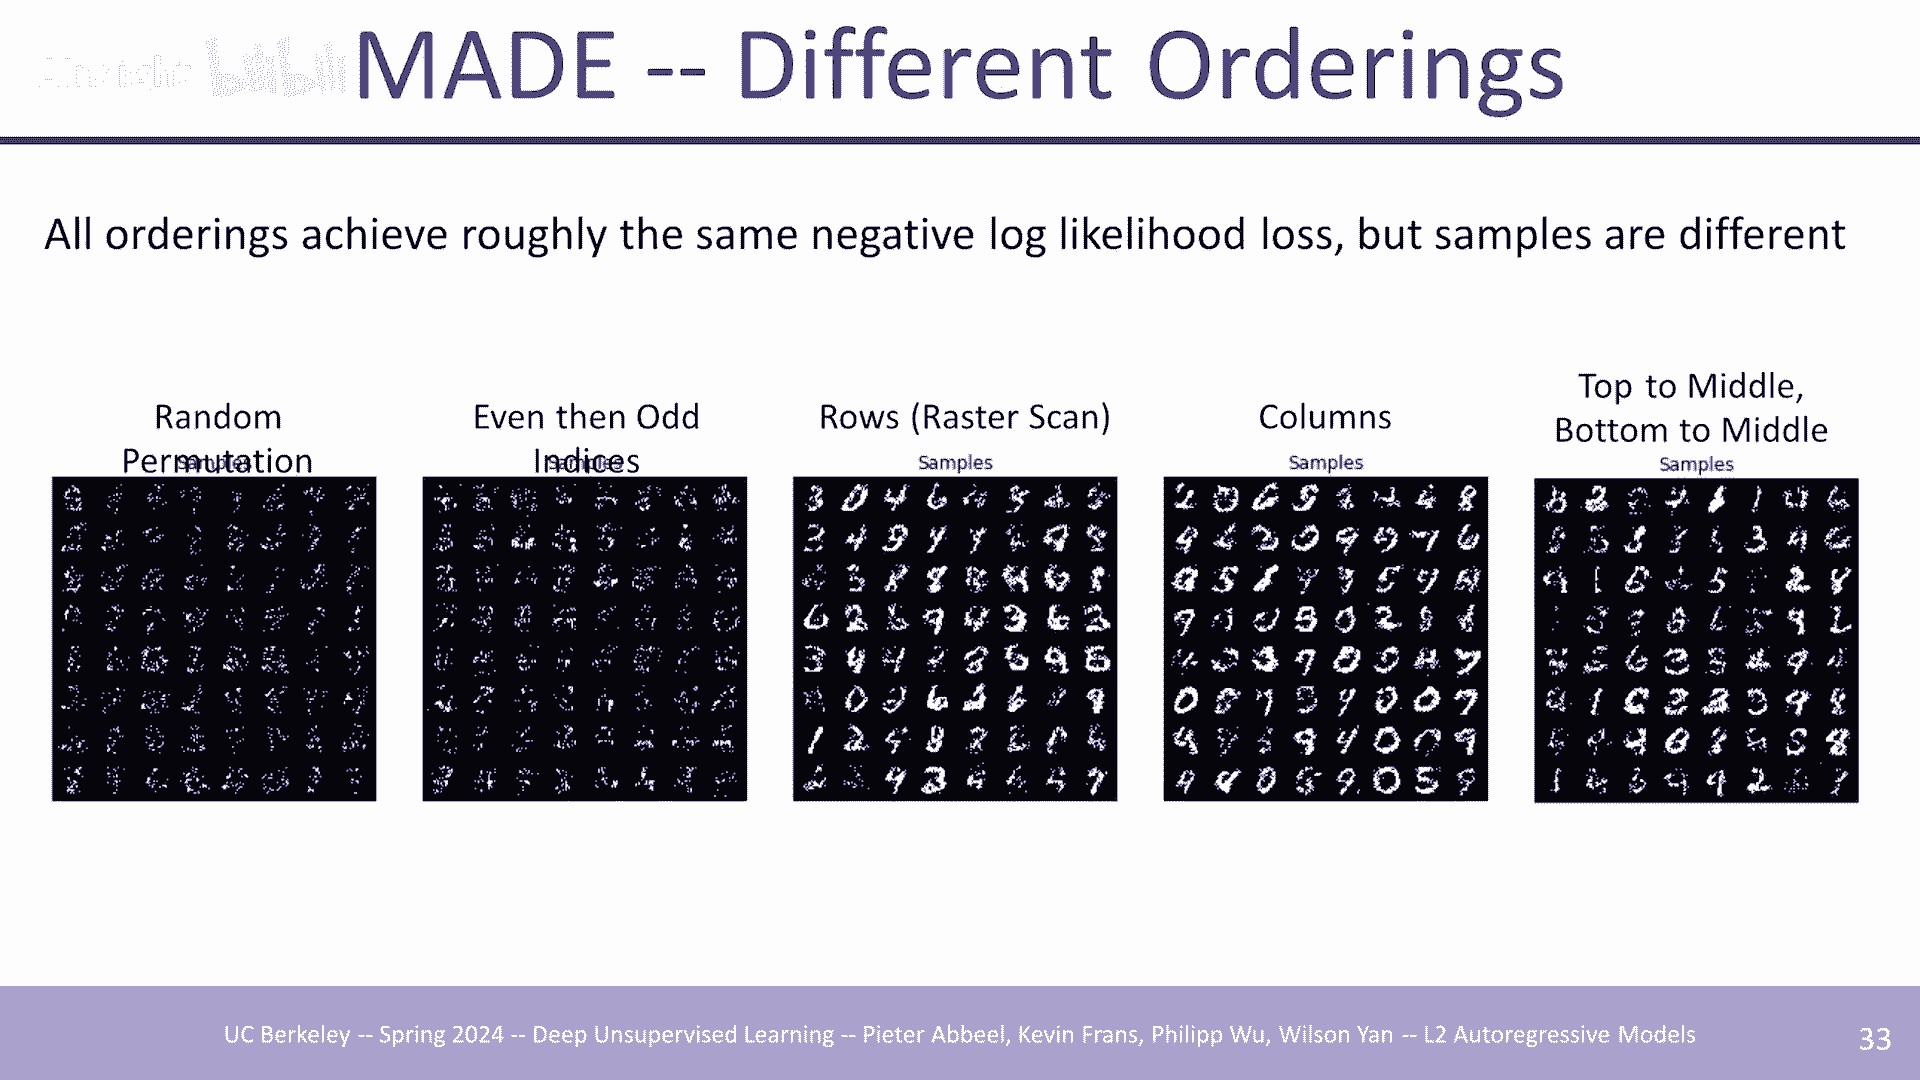 MADE -- Different Orderings
All orderings achieve roughly the same negative log likelihood loss, but samples are different
Random
Permutation
Samples
Even then Odd
Indices
Samples
Rows (Raster Scan)
Samples
Columns
Samples
Top to Middle,
Bottom to Middle
Samples
UC Berkeley -- Spring 2024 -- Deep Unsupervised Learning -- Pieter Abbeel, Kevin Frans, Philipp Wu, Wilson Yan -- L2 Autoregressive Models
33